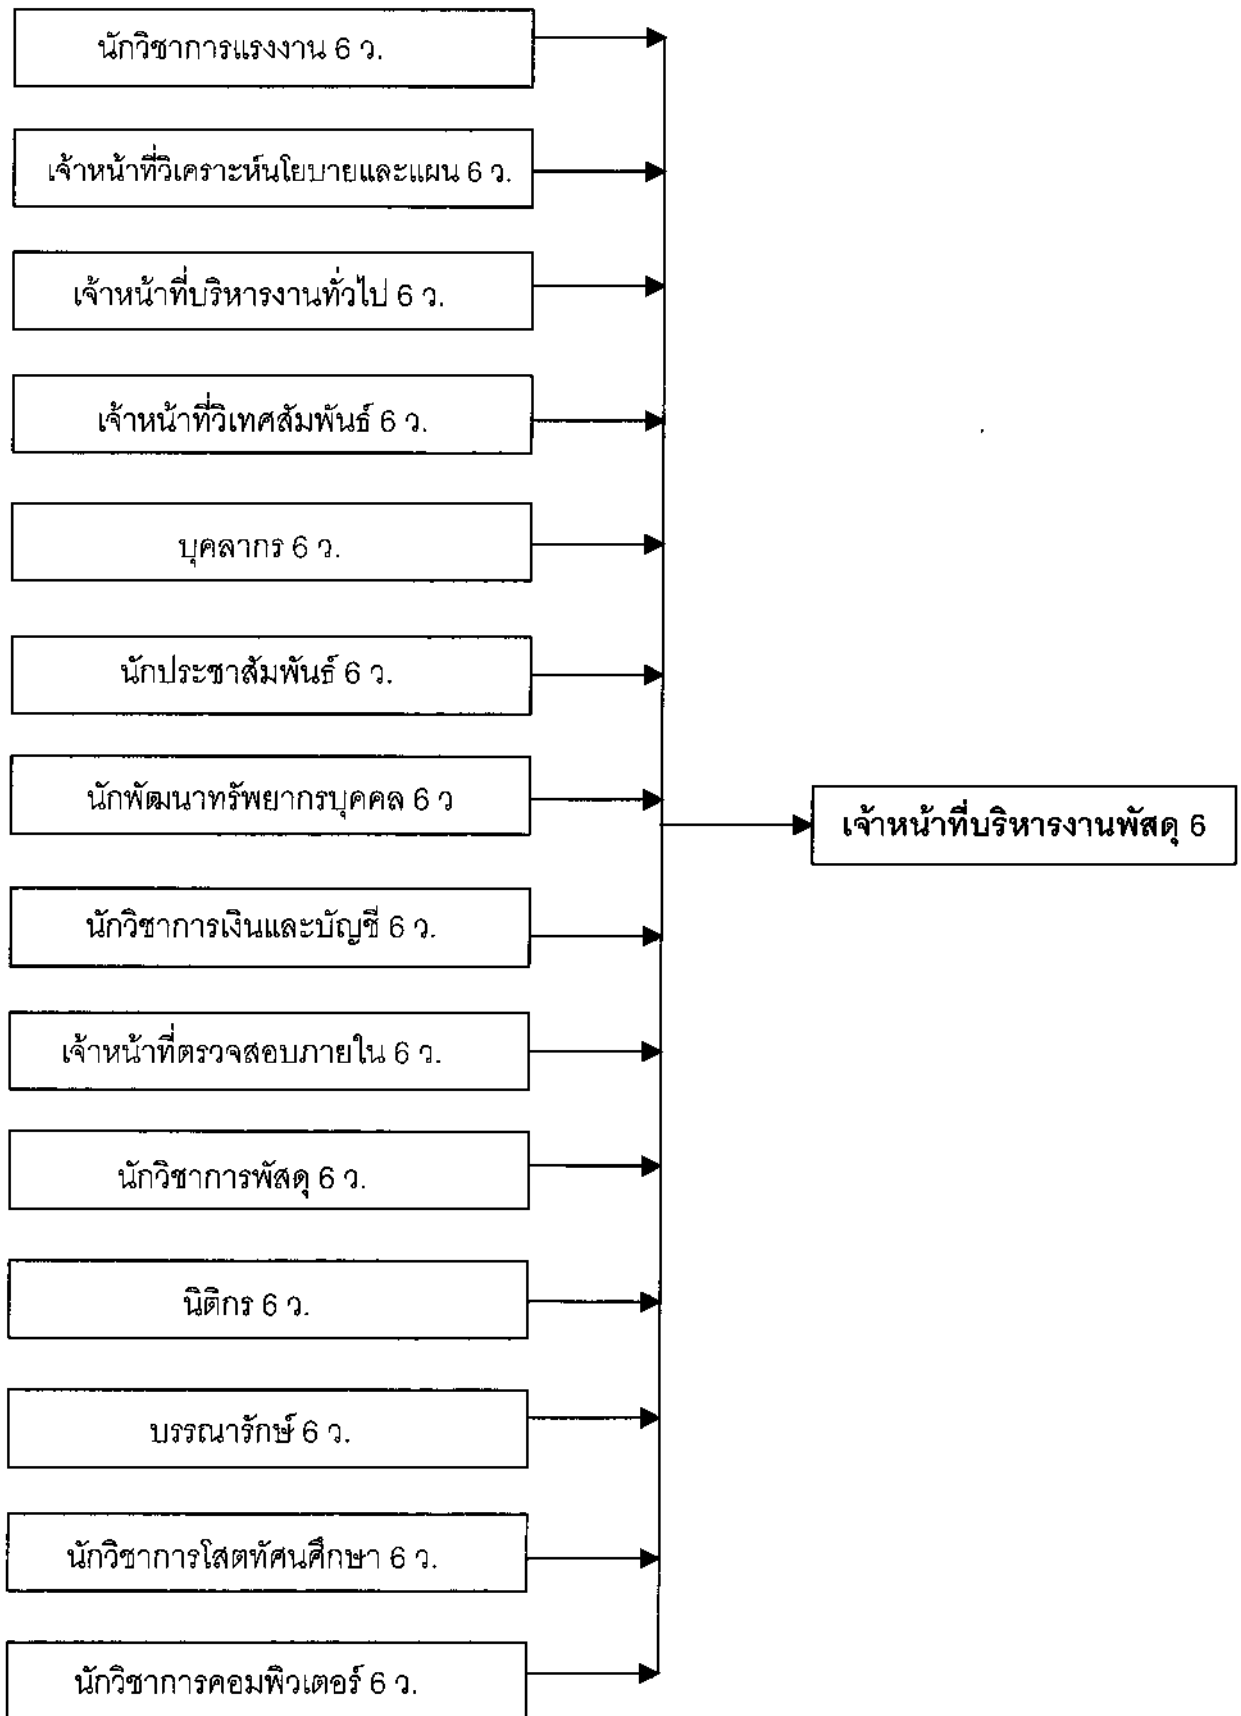 นักวิชาการแรงงาน 6 ว.
เจ้าหน้าที่วิเคราะห์นโยบายและแผน 6 ว.
เจ้าหน้าที่บริหารงานทั่วไป 6 ว.
เจ้าหน้าที่วิเทศสัมพันธ์ 6 ว.
บุคลากร 6 ว.
นักประชาสัมพันธ์ 6 ว.
นักพัฒนาทรัพยากรบุคคล 6 ว
เจ้าหน้าที่บริหารงานพัสดุ 6
นักวิชาการเงินและบัญชี 6 ว.
เจ้าหน้าที่ตรวจสอบภายใน 6 ว.
นักวิชาการพัสดุ 6 ว.
นิติกร 6 ว.
บรรณารักษ์ 6 ว.
นักวิชาการโสตทัศนศึกษา 6 ว.
นักวิชาการคอมพิวเตอร์ 6 ว.